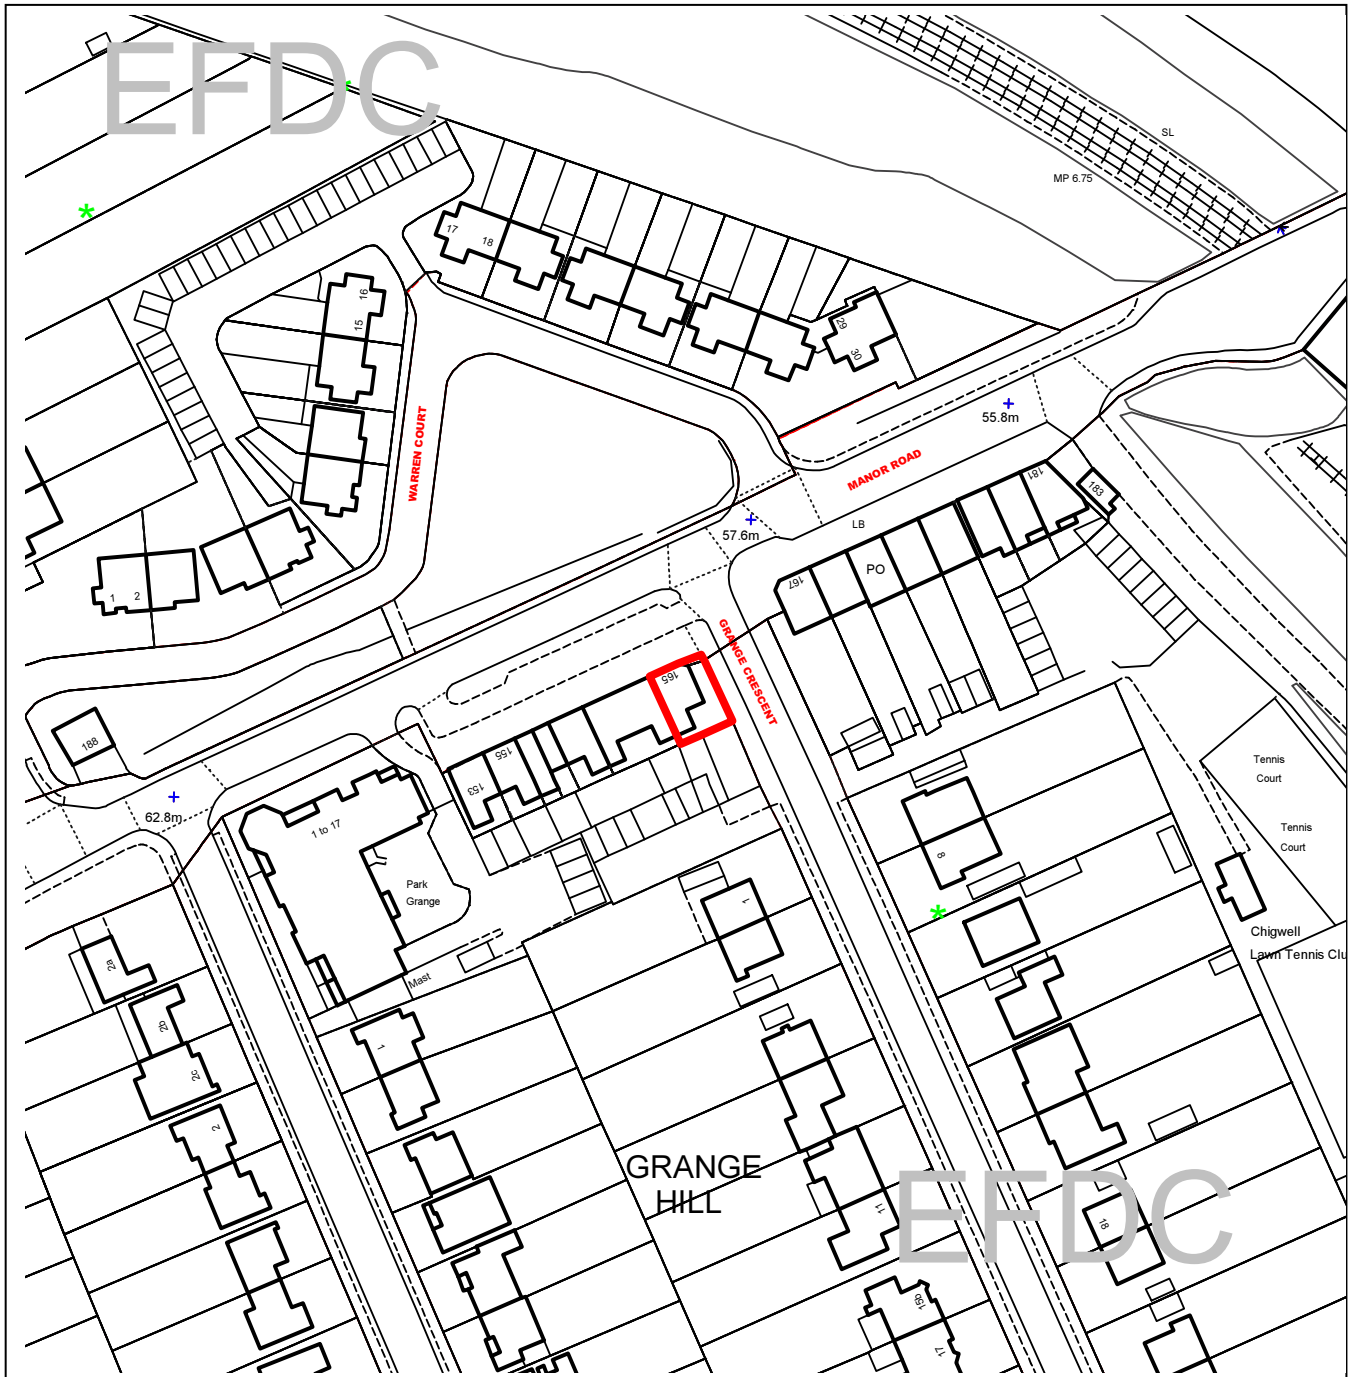 EFDC
SL
MP 6.75
17
18
16
15
29
30
55.8m
WARREN COURT
MANOR ROAD
181
183
57.6m
LB
PO
167
1
2
GRANGE CRESCENT
165
188
155
153
62.8m
1 to 17
Tennis
Court
Tennis
Court
8
Park
Grange
1
Chigwell
Lawn Tennis Clu
2a
Mast
2b
1
2c
2
GRANGE
HILL
EFDC
11
18
15b
17